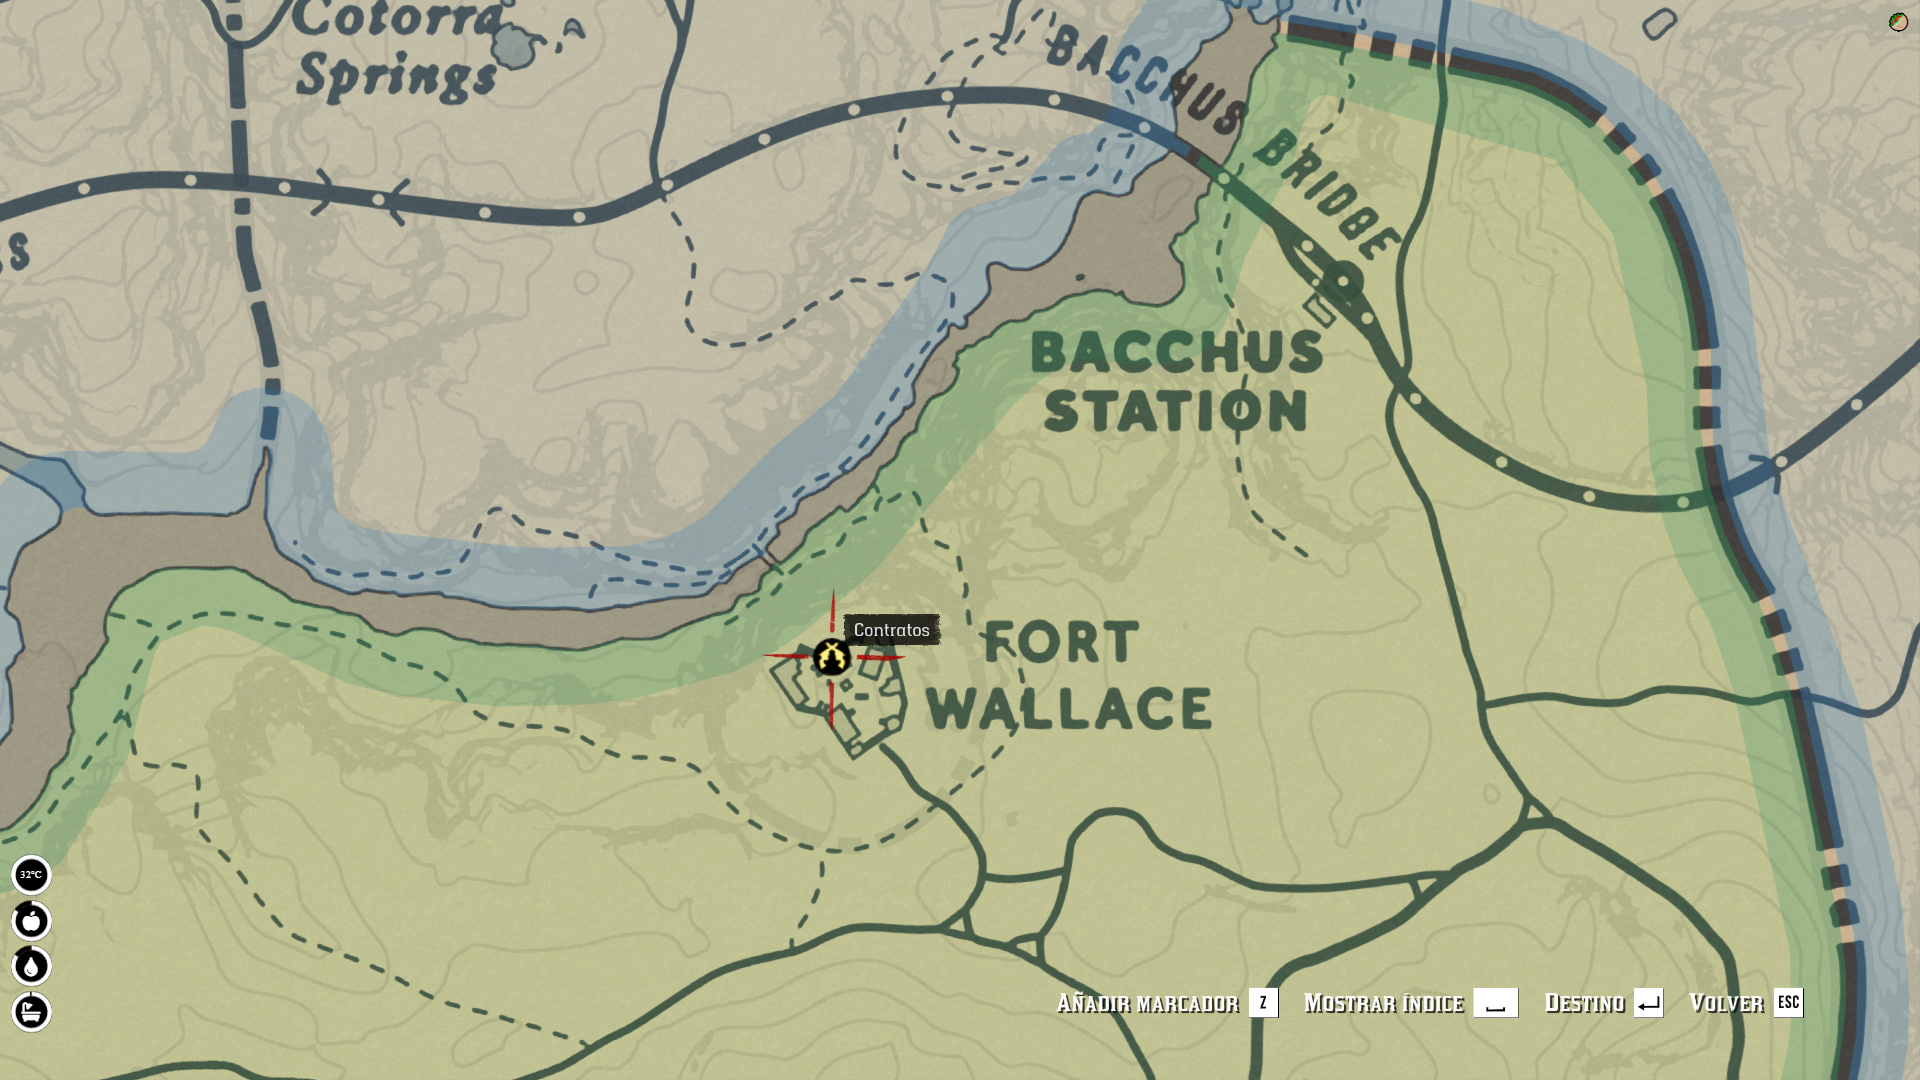 Cotorra
Springs
BACCHUS
BRIDGE
S
BACCHUS
STATION
Contratos
FORT
WALLACE
32°C
AÑADIR MARCADOR Z MOSTRAR ÍNDICE DESTINO VOLVER ESC